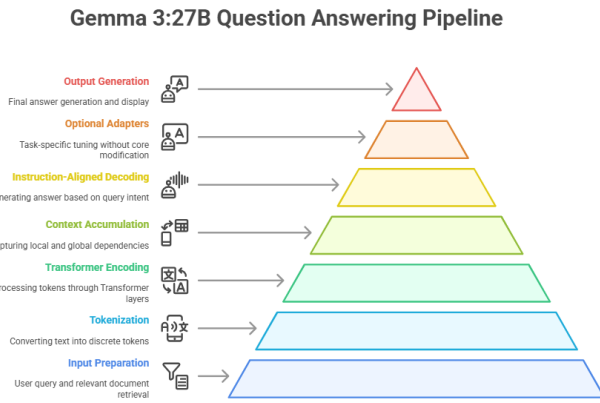 Gemma 3:27B Question Answering Pipeline
Output Generation
Final answer generation and display
Optional Adapters
Task-specific tuning without core
modification
Instruction-Aligned Decoding
nerating answer based on query intent
Context Accumulation
pturing local and global dependencies
Transformer Encoding
rocessing tokens through Transformer
layers
Tokenization
Converting text into discrete tokens
Input Preparation
User query and relevant document
retrieval